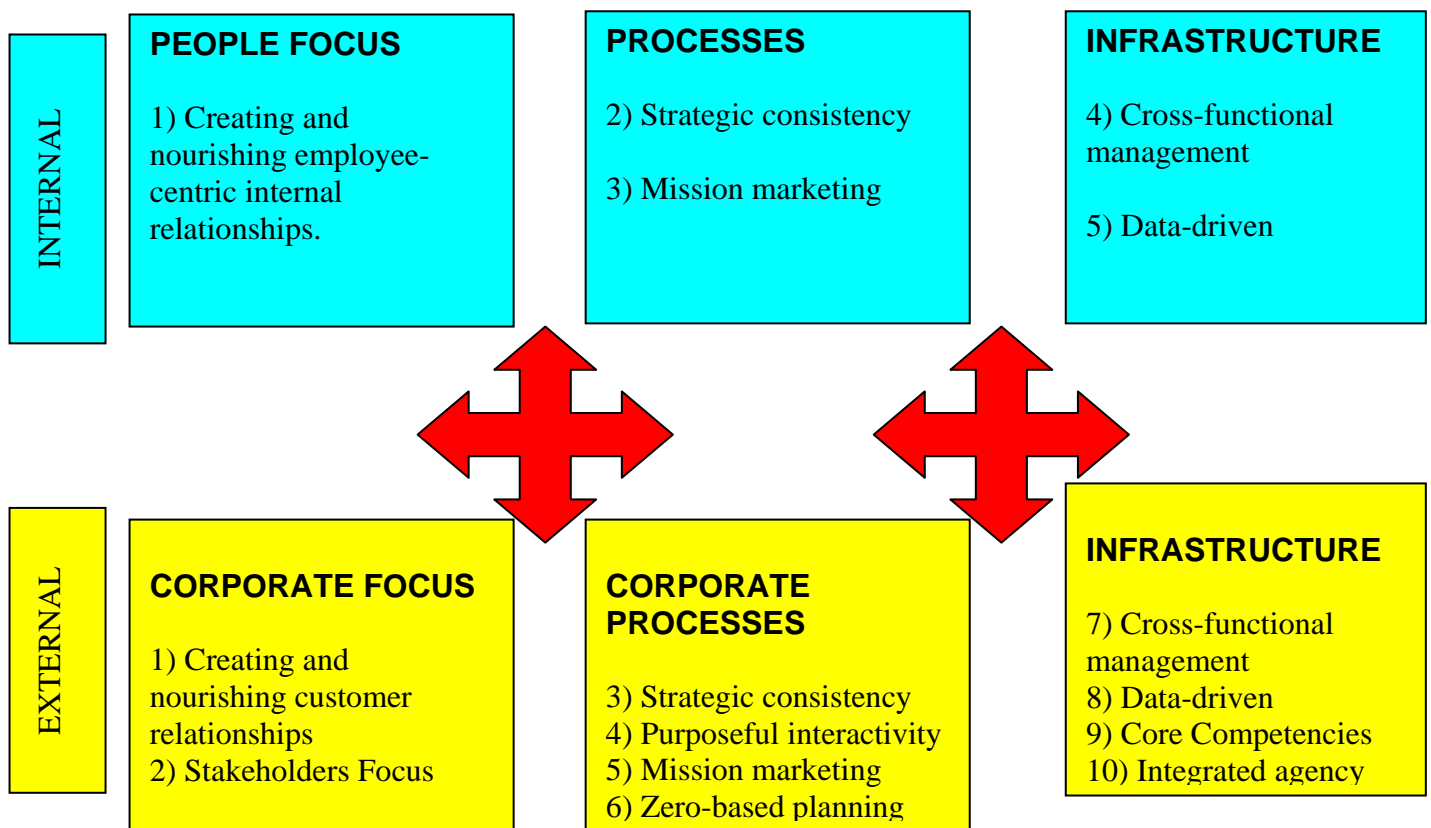 INTERNAL
PEOPLE FOCUS
1) Creating and
nourishing employee-
centric internal
relationships.
PROCESSES
2) Strategic consistency
3) Mission marketing
INFRASTRUCTURE
4) Cross-functional
management
5) Data-driven
EXTERNAL
CORPORATE FOCUS
1) Creating and
nourishing customer
relationships
2) Stakeholders Focus
CORPORATE
PROCESSES
3) Strategic consistency
4) Purposeful interactivity
5) Mission marketing
6) Zero-based planning
INFRASTRUCTURE
7) Cross-functional
management
8) Data-driven
9) Core Competencies
10) Integrated agency